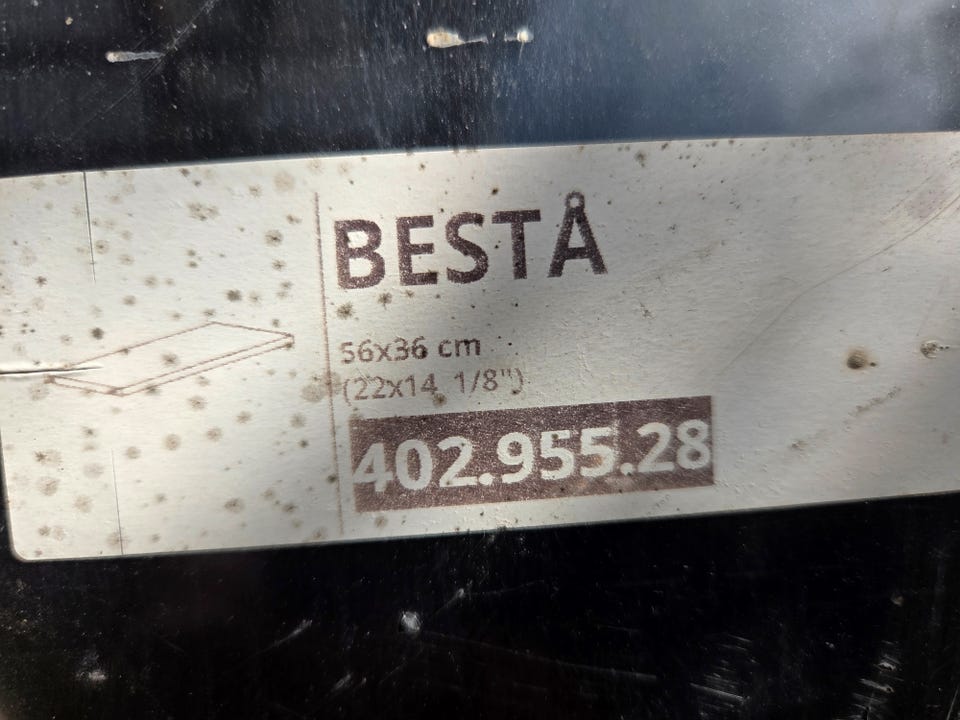 BESTÅ
56x36 cm
(22x14 1/8")
402.955.28